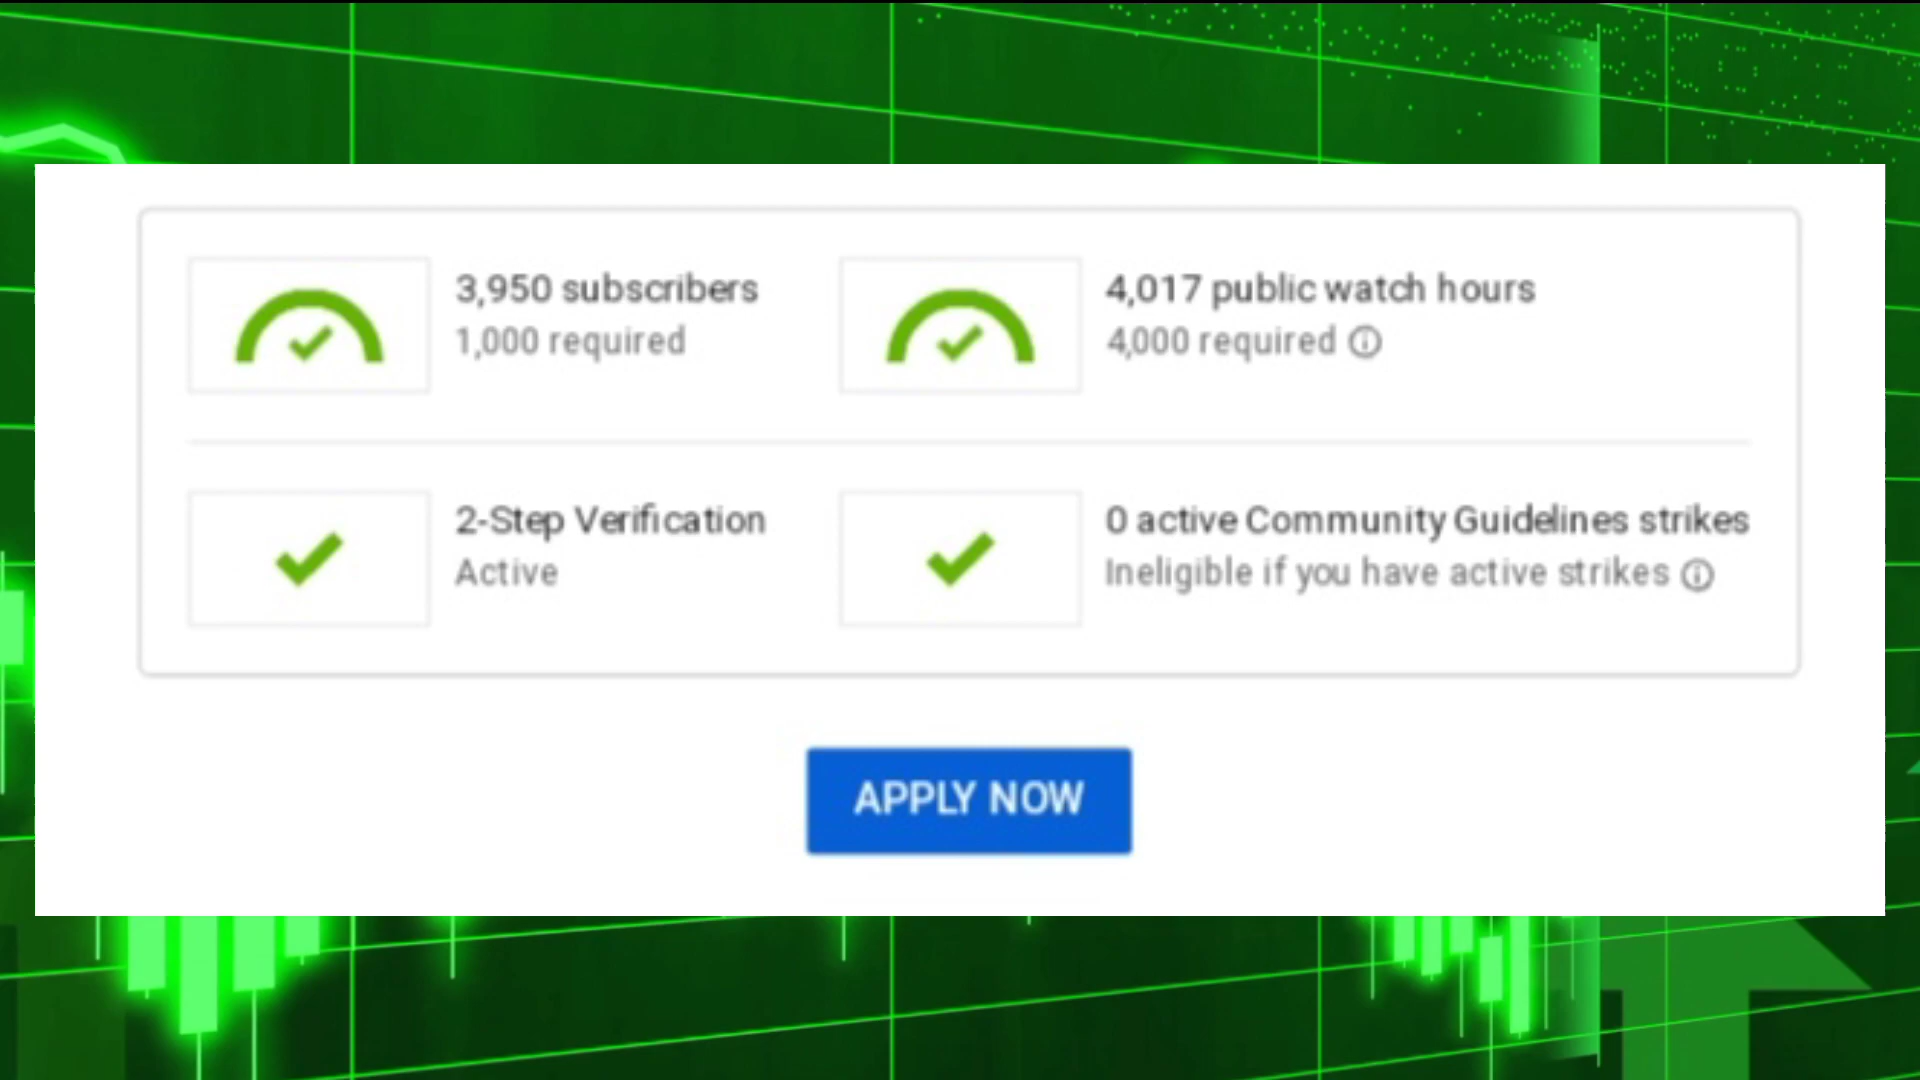 3,950 subscribers
1,000 required
4,017 public watch hours
4,000 required
2-Step Verification
Active
0 active Community Guidelines strikes
Ineligible if you have active strikes
APPLY NOW